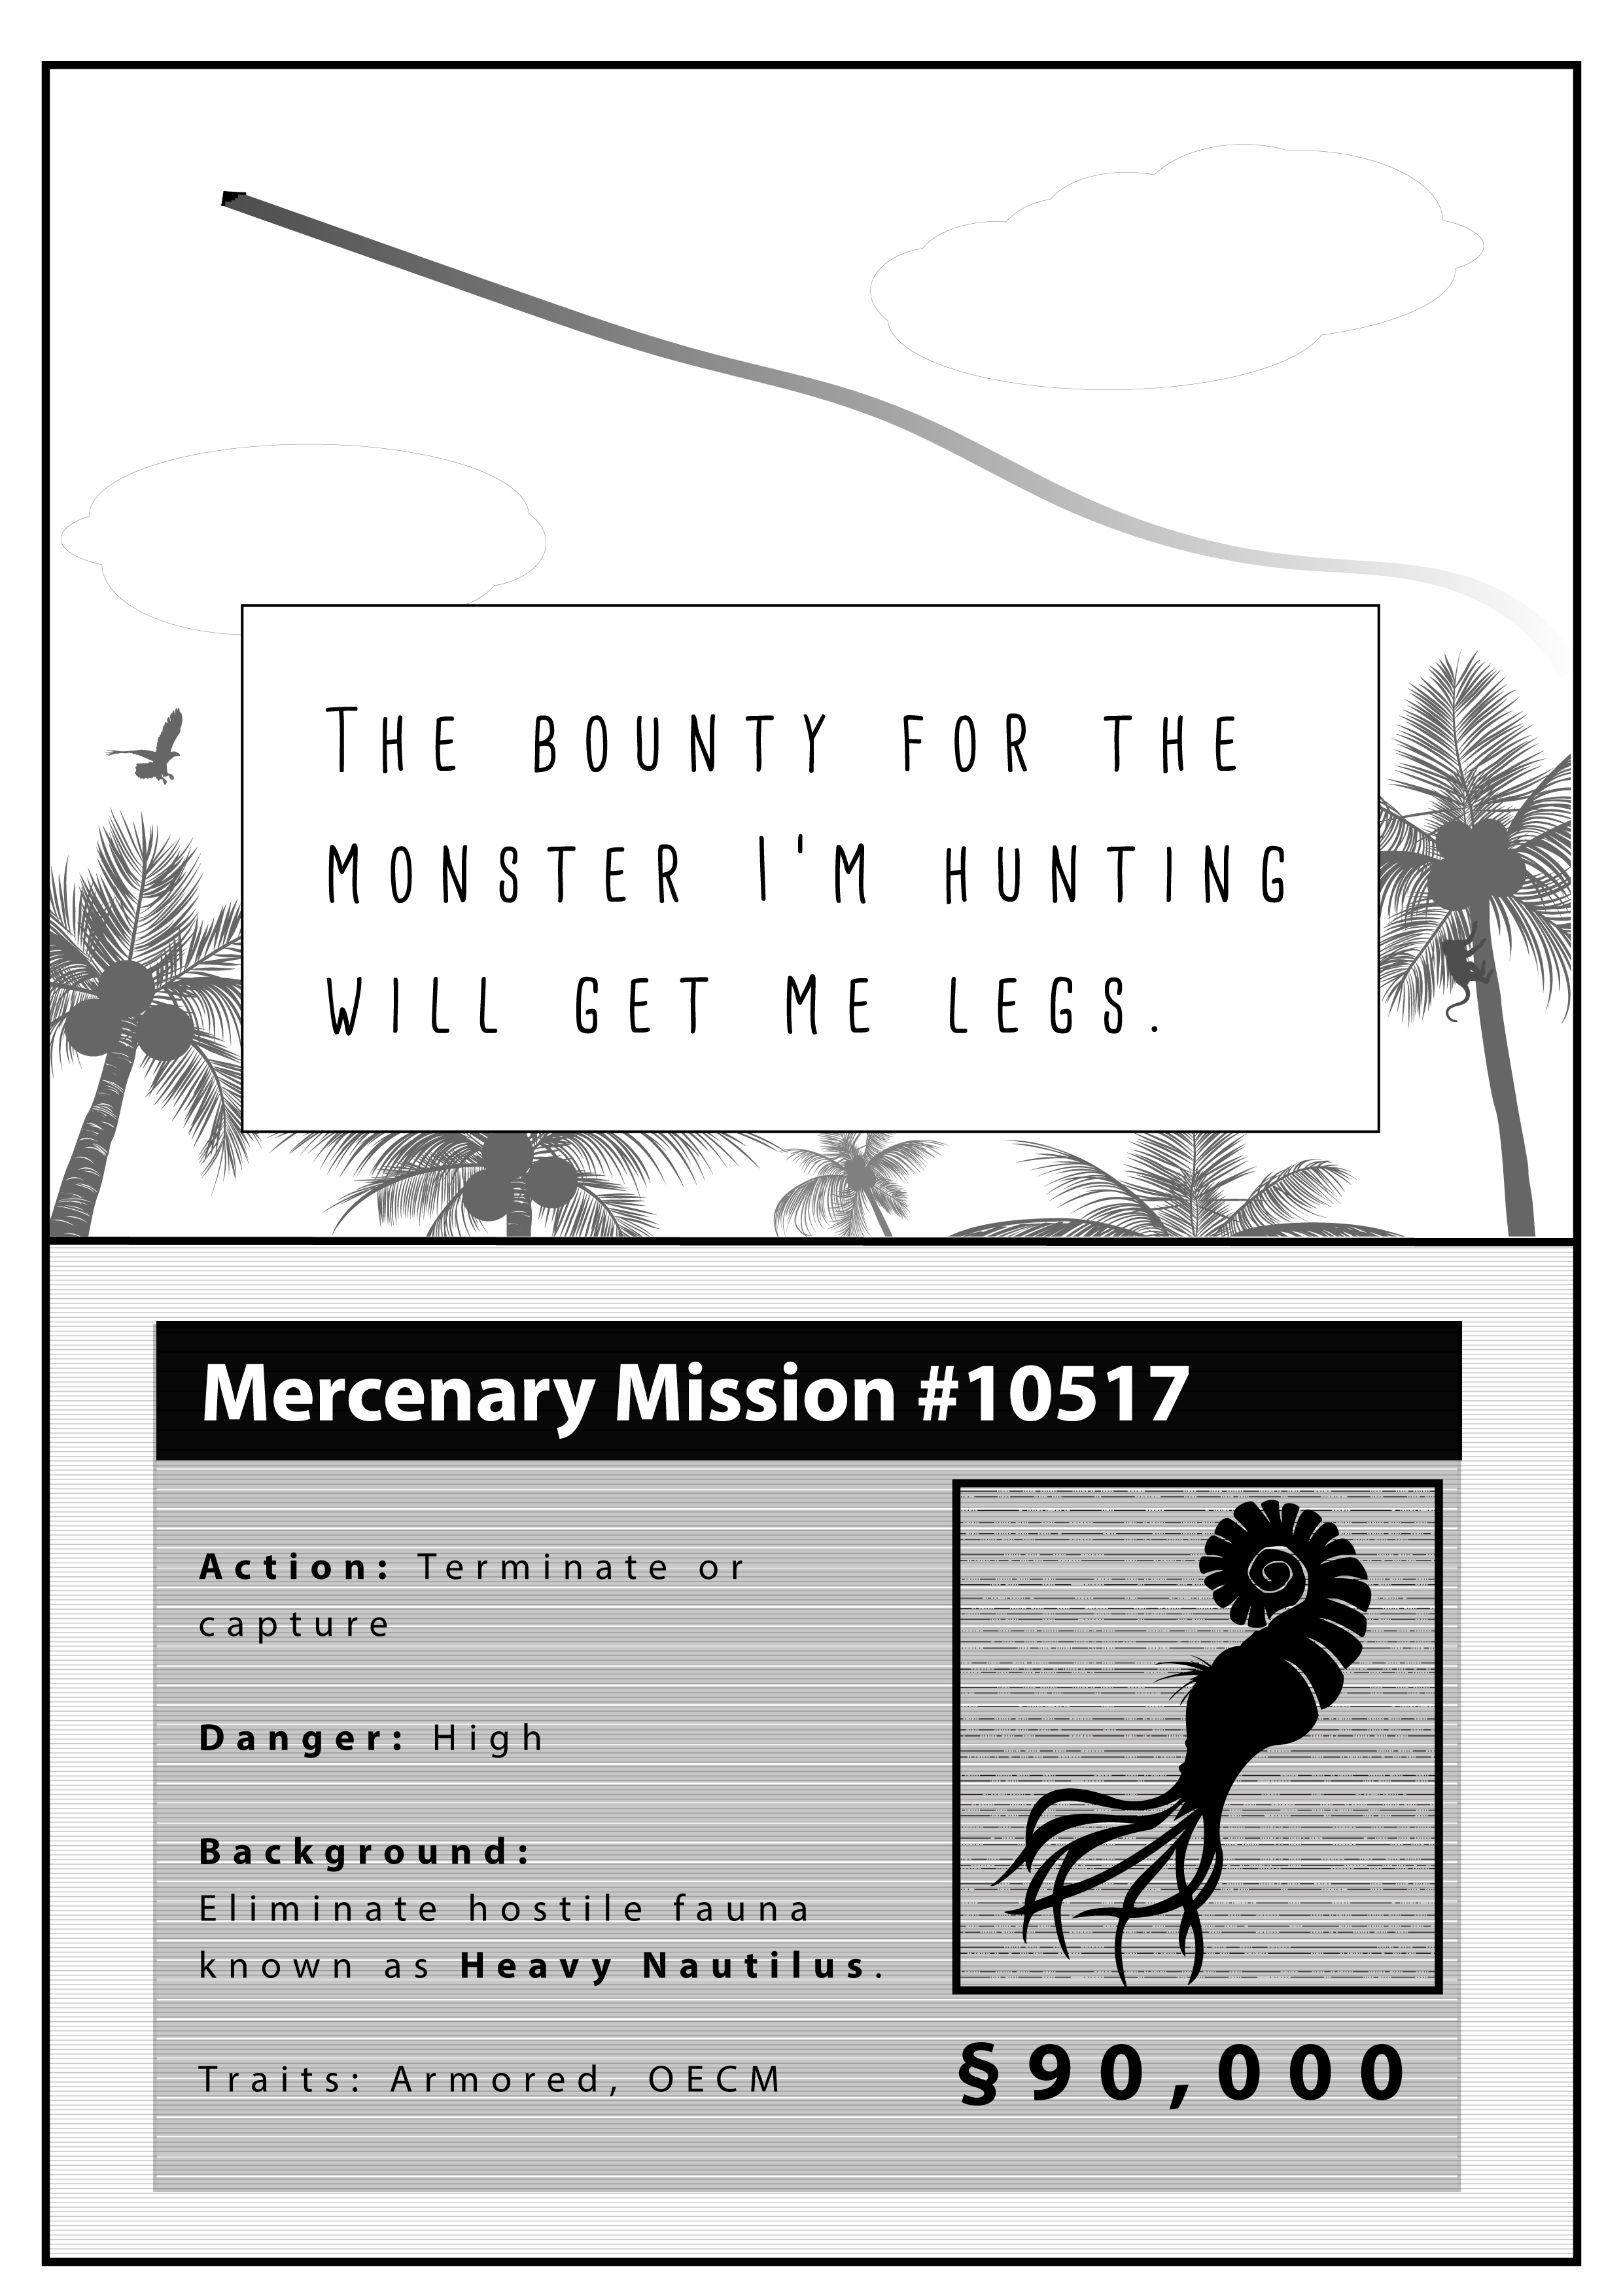 The bounty for the
monster I'm hunting
will get me legs.
Mercenary Mission #10517
Action: Terminate or
capture
Danger: High
Background:
Eliminate hostile fauna
known as Heavy Nautilus.
Traits: Armored, OECM
§90,000